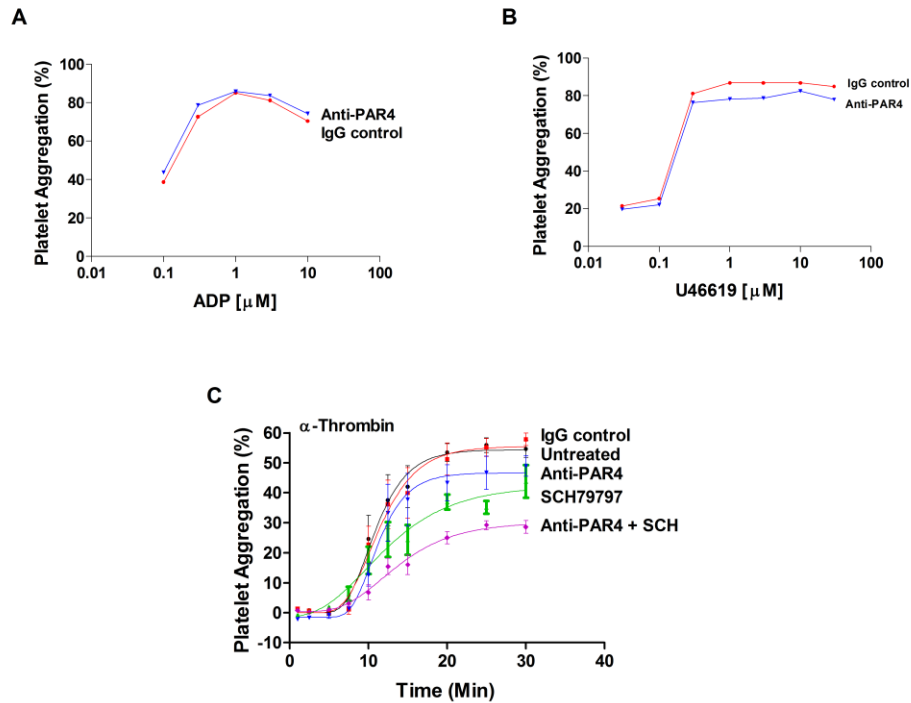 A
B
100
80
60
40
20
0
Platelet Aggregation (%)
0.01 0.1 1 10 100
ADP [μM]
Anti-PAR4
IgG control
100
80
60
40
20
0
Platelet Aggregation (%)
0.01 0.1 1 10 100
U46619 [μM]
IgG control
Anti-PAR4
C
α-Thrombin
60
50
40
30
20
10
0
-10
Platelet Aggregation (%)
0 10 20 30 40
Time (Min)
IgG control
Untreated
Anti-PAR4
SCH79797
Anti-PAR4 + SCH